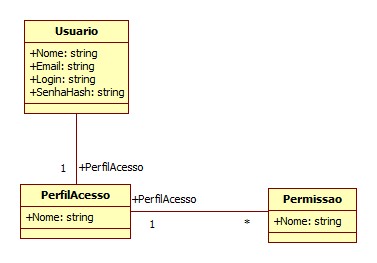 Usuario
+Nome: string
+Email: string
+Login: string
+SenhaHash: string
1 +PerfilAcesso
PerfilAcesso
+Nome: string
+PerfilAcesso
1 *
Permissao
+Nome: string